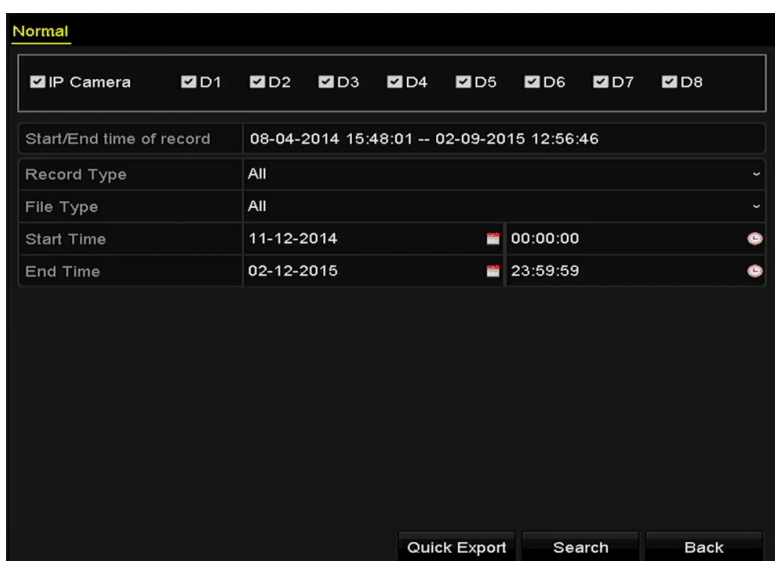 Normal
IP Camera D1 D2 D3 D4 D5 D6 D7 D8
Start/End time of record 08-04-2014 15:48:01 -- 02-09-2015 12:56:46
Record Type All
File Type All
Start Time 11-12-2014 00:00:00
End Time 02-12-2015 23:59:59
Quick Export Search Back